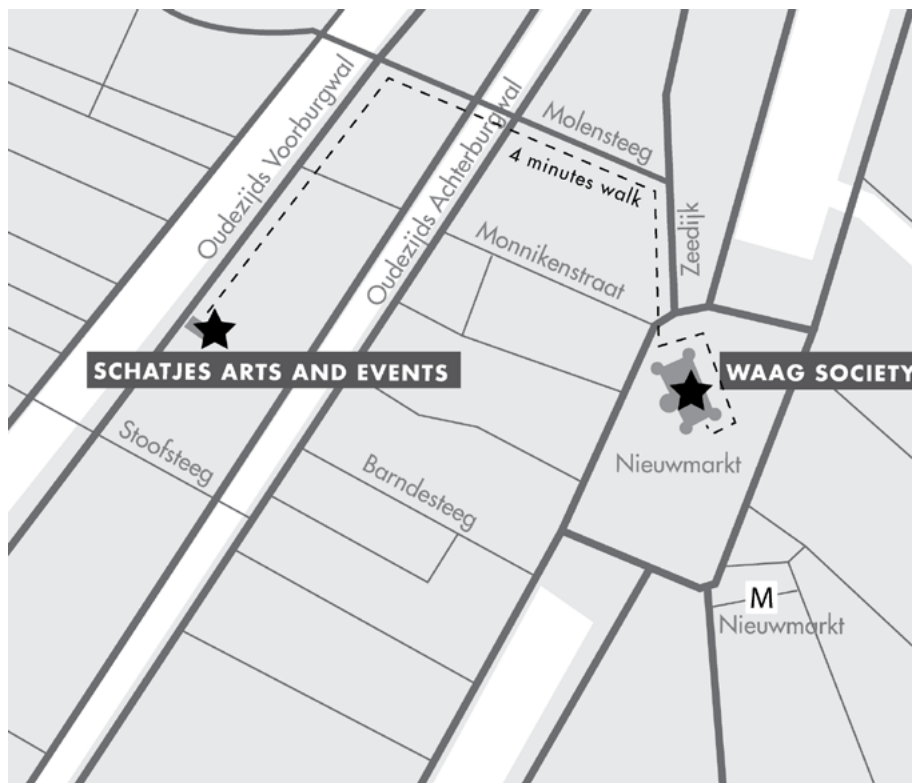 Oudezijds Voorburgwal
Oudezijds Achterburgwal
Molensteeg
4 minutes walk
Zeedijk
Monnikenstraat
SCHATJES ARTS AND EVENTS
WAAG SOCIETY
Stoofsteeg
Barndesteeg
Nieuwmarkt
M
Nieuwmarkt